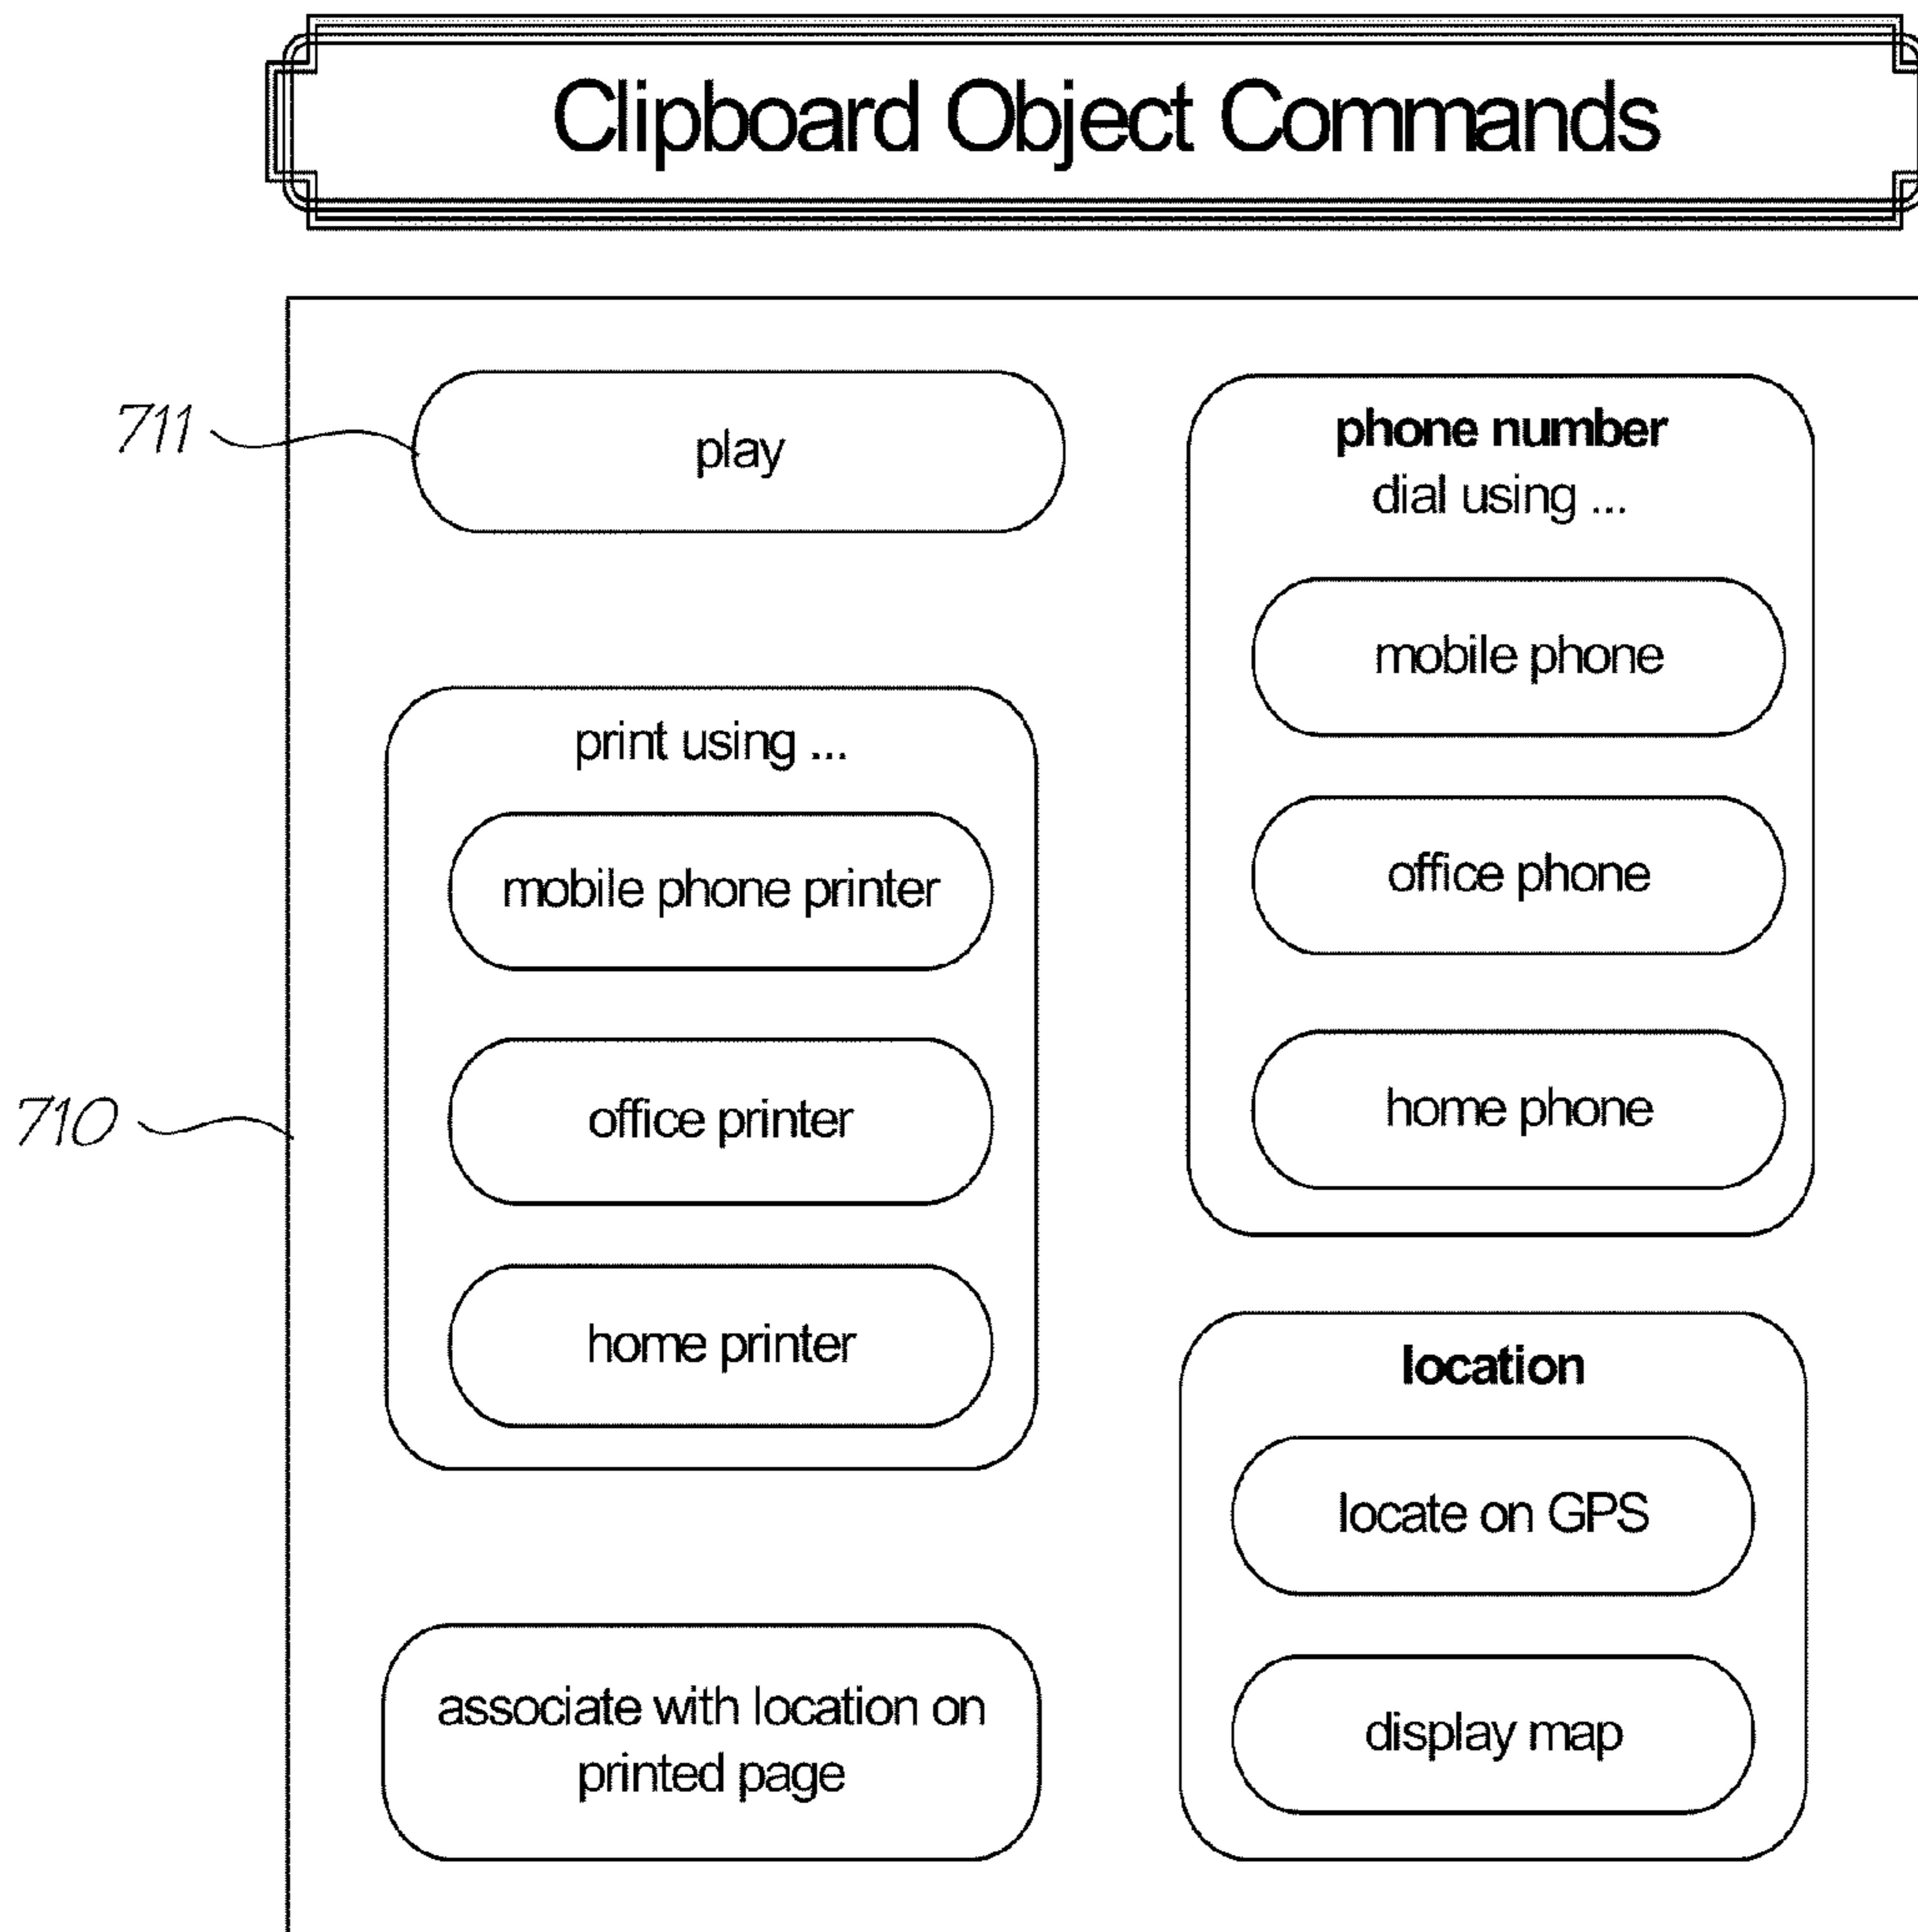 Clipboard Object Commands
711
play
print using ...
mobile phone printer
office printer
home printer
710
associate with location on
printed page
phone number
dial using ...
mobile phone
office phone
home phone
location
locate on GPS
display map